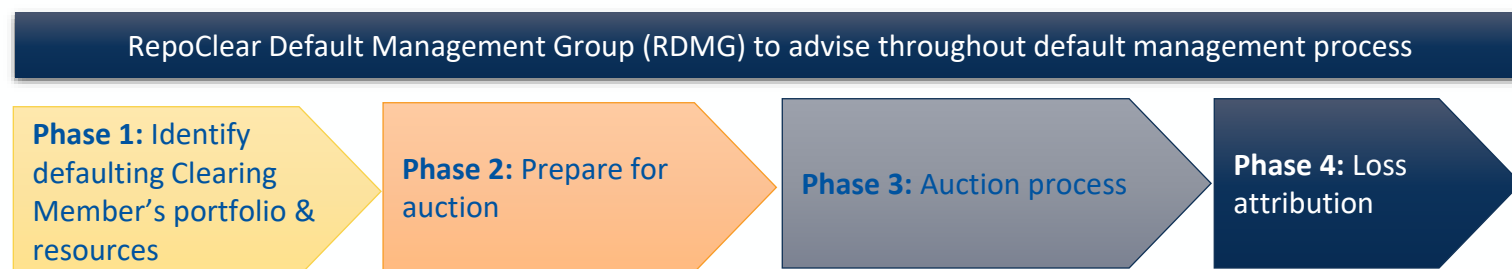 RepoClear Default Management Group (RDMG) to advise throughout default management process
Phase 1: Identify
defaulting Clearing
Member's portfolio &
resources
Phase 2: Prepare for
auction
Phase 3: Auction process
Phase 4: Loss
attribution